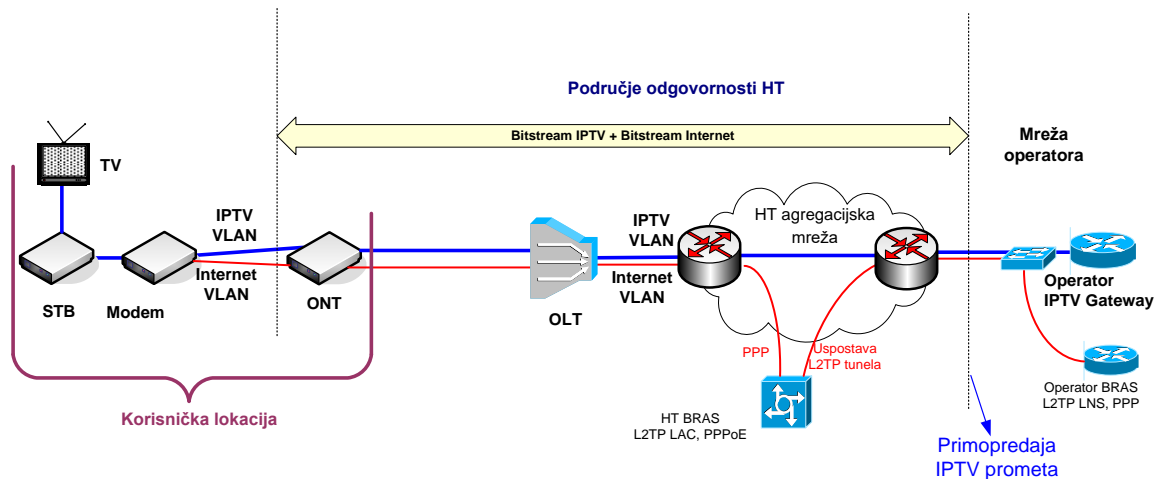 Područje odgovornosti HT
Bitstream IPTV + Bitstream Internet
Mreža
operatora
TV
IPTV
VLAN
Internet
VLAN
STB
Modem
ONT
OLT
IPTV
VLAN
Internet
VLAN
HT agregacijska
mreža
Operator
IPTV Gateway
PPP
Uspostava
L2TP tunela
HT BRAS
L2TP LAC, PPPoE
Operator BRAS
L2TP LNS, PPP
Korisnička lokacija
Primopredaja
IPTV prometa